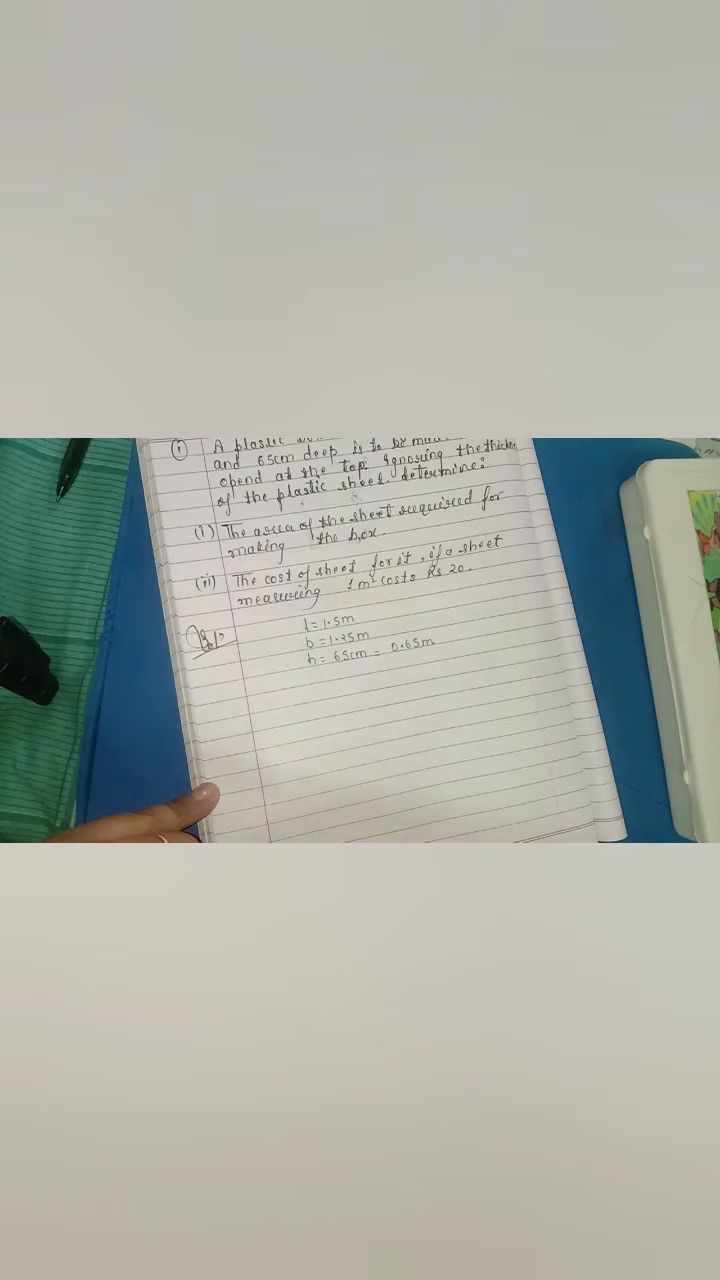 (i) A plastic
and 65cm deep is to be made
opend at the top. Ignoring the thickn
of the plastic sheet. determine:
(i) The area of the sheet required for
making the box.
(ii) The cost of sheet for it, if a sheet
measuring 1m² costs Rs 20.
Sol?
l = 1.5m
b = 1.25m
h = 65cm = 0.65m